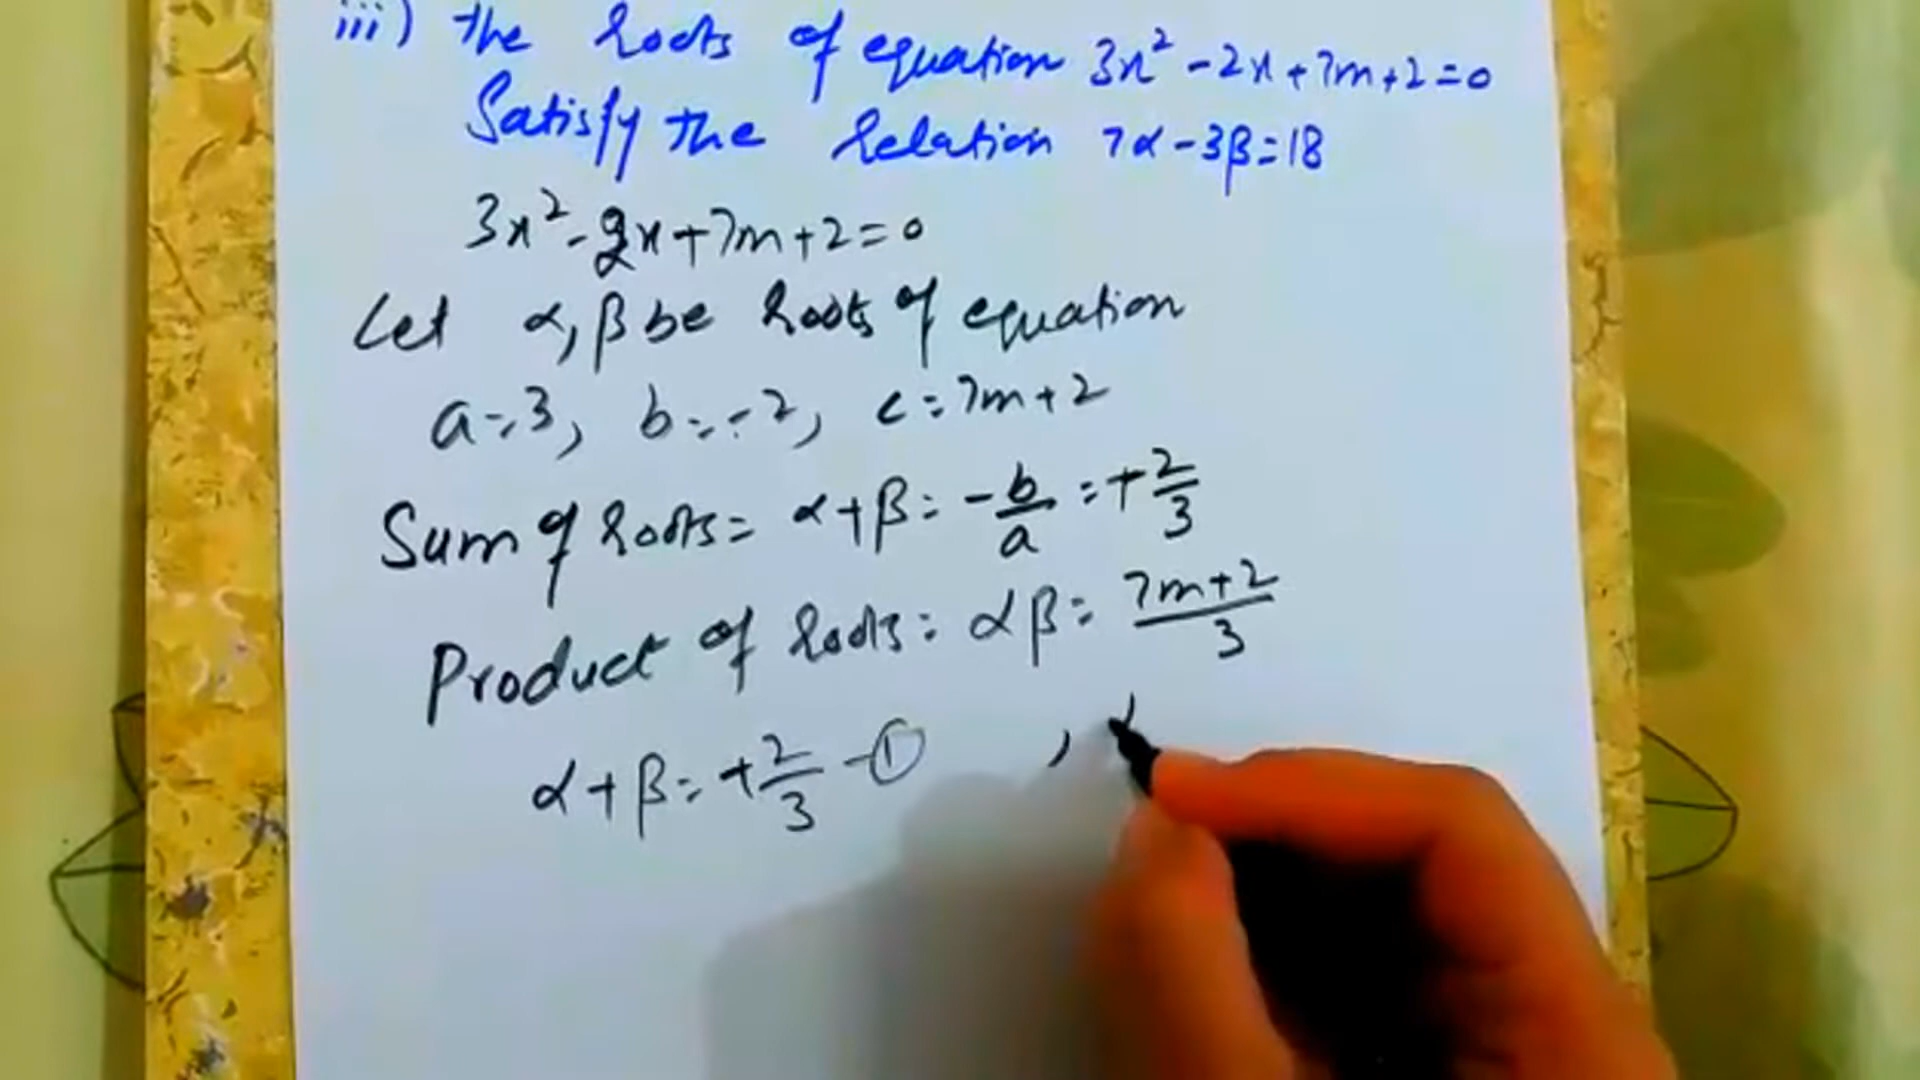 iii) The Roots of equation 3x² - 2x + 7m + 2 = 0
Satisfy the Relation 7α - 3β = 18
3x² - 2x + 7m + 2 = 0
Let α, β be Roots of equation
a = 3, b = -2, c = 7m + 2
Sum of Roots = α + β = -b/a = +2/3
Product of Roots = αβ = 7m+2/3
α + β = +2/3 - ① ,